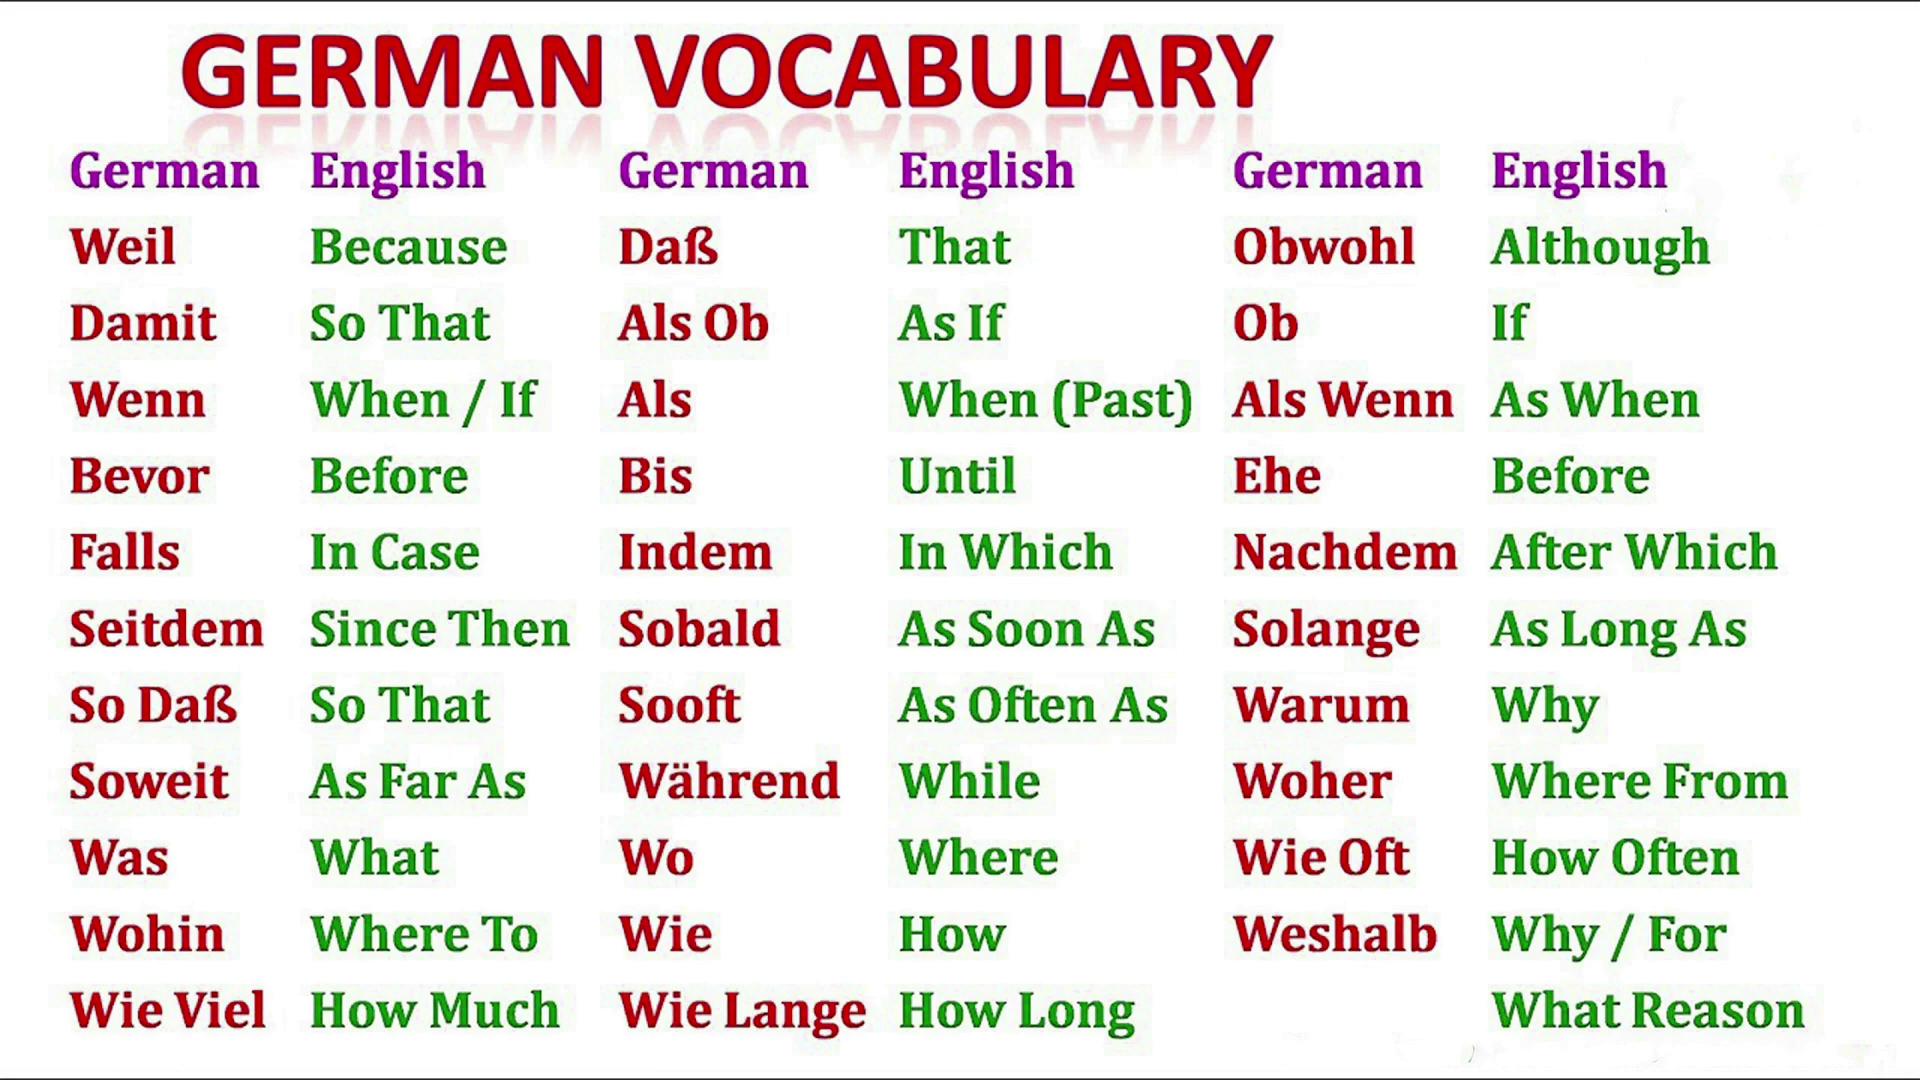 GERMAN VOCABULARY
German English German English German English
Weil Because Daß That Obwohl Although
Damit So That Als Ob As If Ob If
Wenn When / If Als When (Past) Als Wenn As When
Bevor Before Bis Until Ehe Before
Falls In Case Indem In Which Nachdem After Which
Seitdem Since Then Sobald As Soon As Solange As Long As
So Daß So That Sooft As Often As Warum Why
Soweit As Far As Während While Woher Where From
Was What Wo Where Wie Oft How Often
Wohin Where To Wie How Weshalb Why / For
Wie Viel How Much Wie Lange How Long What Reason